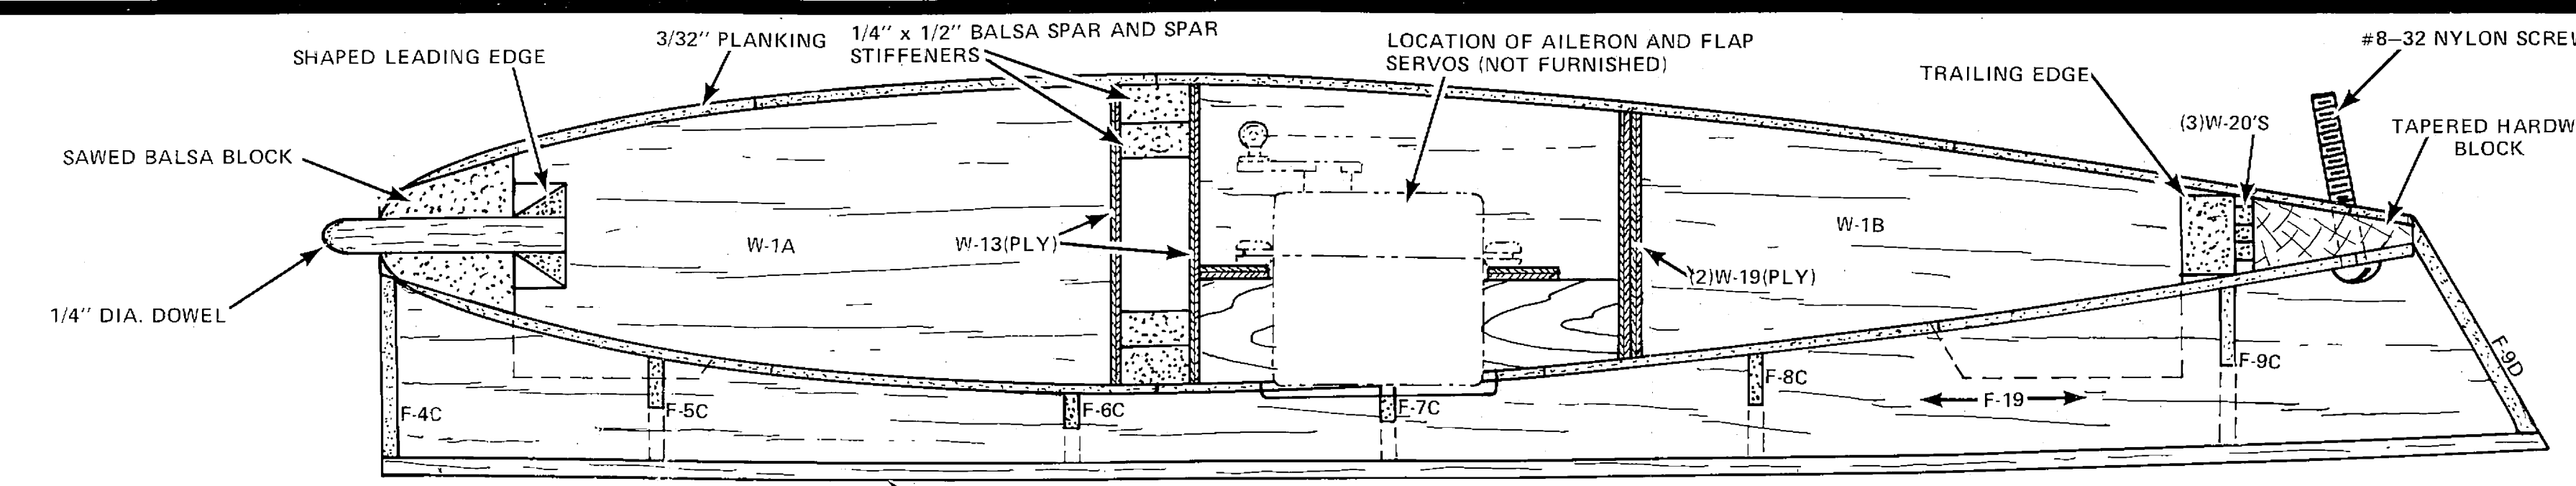 3/32" PLANKING
1/4" x 1/2" BALSA SPAR AND SPAR
STIFFENERS
SHAPED LEADING EDGE
LOCATION OF AILERON AND FLAP
SERVOS (NOT FURNISHED)
#8-32 NYLON SCREW
TRAILING EDGE
(3)W-20'S
TAPERED HARDW
BLOCK
SAWED BALSA BLOCK
W-1A
W-13(PLY)
W-1B
(2)W-19(PLY)
1/4" DIA. DOWEL
F-4C
F-5C
F-6C
F-7C
F-8C
F-19
F-9C
F-9D